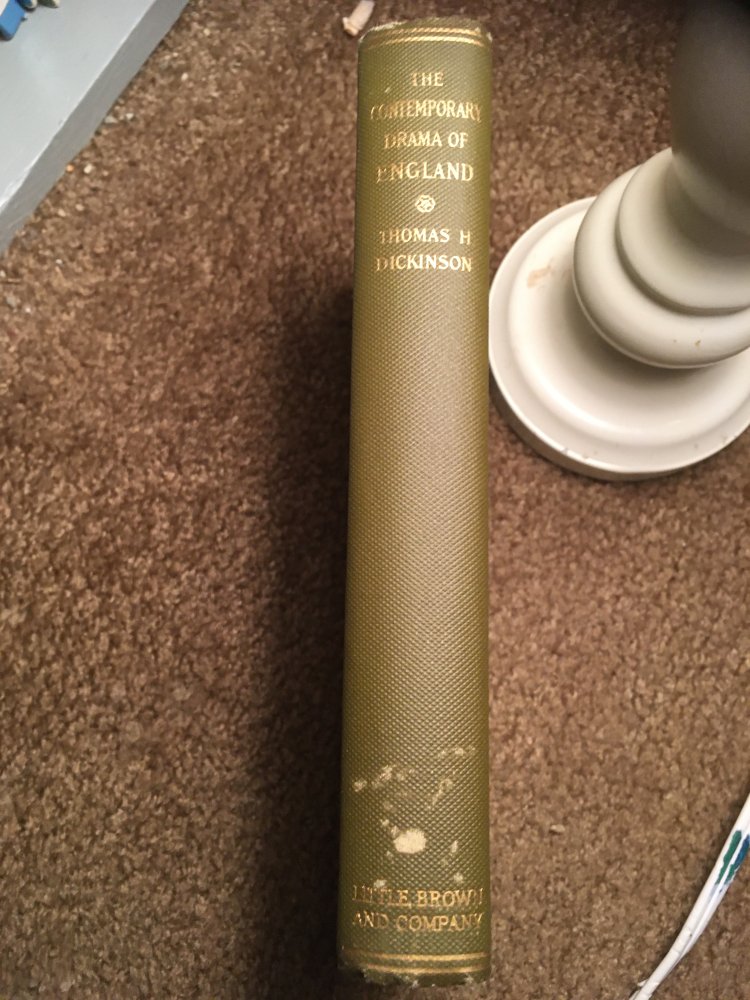 THE
CONTEMPORARY
DRAMA OF
ENGLAND
THOMAS H
DICKINSON
LITTLE, BROWN
AND COMPANY